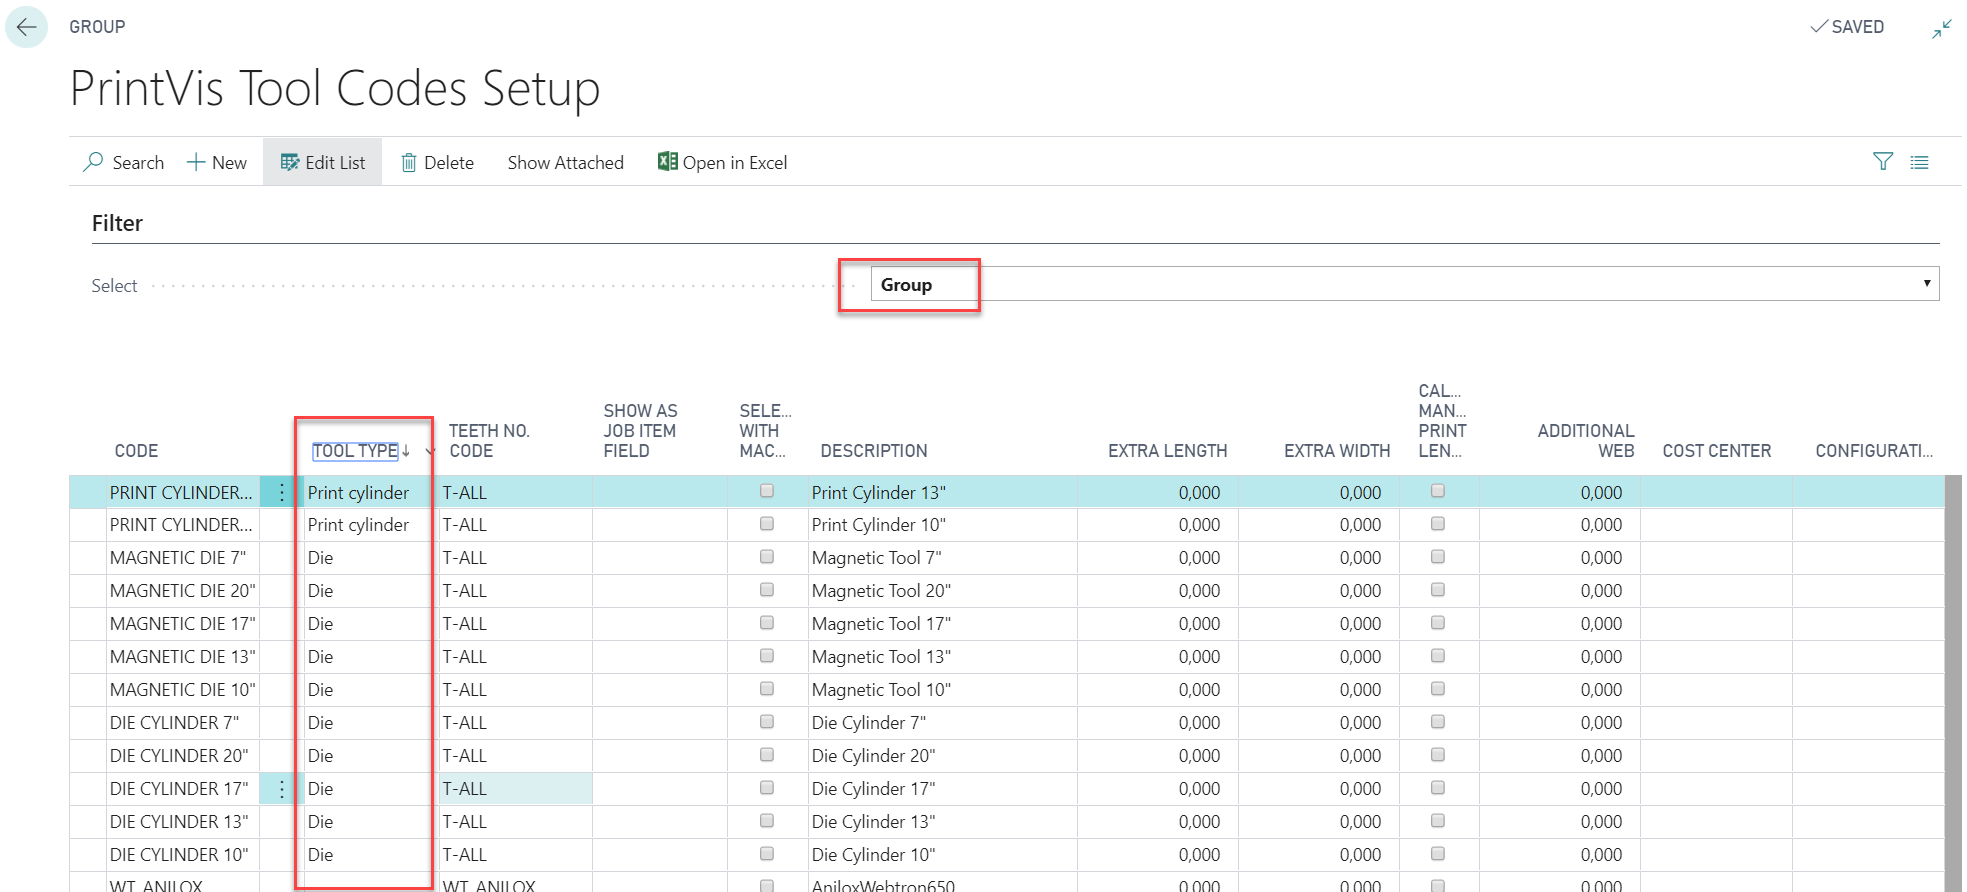 GROUP
SAVED
PrintVis Tool Codes Setup
Search New Edit List Delete Show Attached Open in Excel
Filter
Select Group
CODE TOOL TYPE TEETH NO. CODE SHOW AS JOB ITEM FIELD SELE... WITH MAC... DESCRIPTION EXTRA LENGTH EXTRA WIDTH CAL... MAN... PRINT LEN... ADDITIONAL WEB COST CENTER CONFIGURATI...
PRINT CYLINDER... Print cylinder T-ALL Print Cylinder 13" 0,000 0,000 0,000
PRINT CYLINDER... Print cylinder T-ALL Print Cylinder 10" 0,000 0,000 0,000
MAGNETIC DIE 7" Die T-ALL Magnetic Tool 7" 0,000 0,000 0,000
MAGNETIC DIE 20" Die T-ALL Magnetic Tool 20" 0,000 0,000 0,000
MAGNETIC DIE 17" Die T-ALL Magnetic Tool 17" 0,000 0,000 0,000
MAGNETIC DIE 13" Die T-ALL Magnetic Tool 13" 0,000 0,000 0,000
MAGNETIC DIE 10" Die T-ALL Magnetic Tool 10" 0,000 0,000 0,000
DIE CYLINDER 7" Die T-ALL Die Cylinder 7" 0,000 0,000 0,000
DIE CYLINDER 20" Die T-ALL Die Cylinder 20" 0,000 0,000 0,000
DIE CYLINDER 17" Die T-ALL Die Cylinder 17" 0,000 0,000 0,000
DIE CYLINDER 13" Die T-ALL Die Cylinder 13" 0,000 0,000 0,000
DIE CYLINDER 10" Die T-ALL Die Cylinder 10" 0,000 0,000 0,000
WT_ANILOX WT_ANILOX AniloxWebtron650 0,000 0,000 0,000